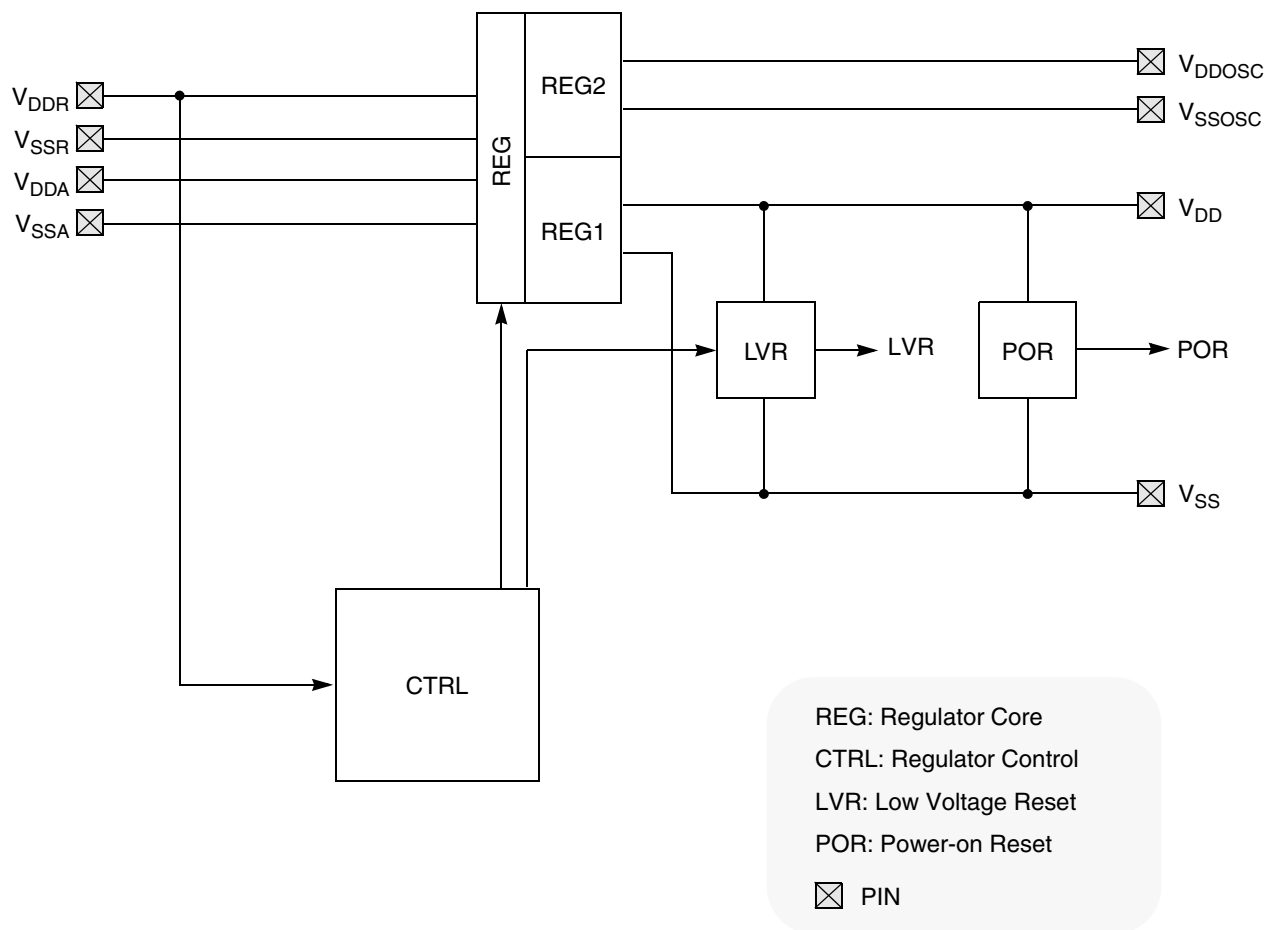 VDDR
VSSR
VDDA
VSSA
REG
REG2
REG1
VDDOSC
VSSOSC
VDD
LVR
LVR
POR
POR
VSS
CTRL
REG: Regulator Core
CTRL: Regulator Control
LVR: Low Voltage Reset
POR: Power-on Reset
PIN